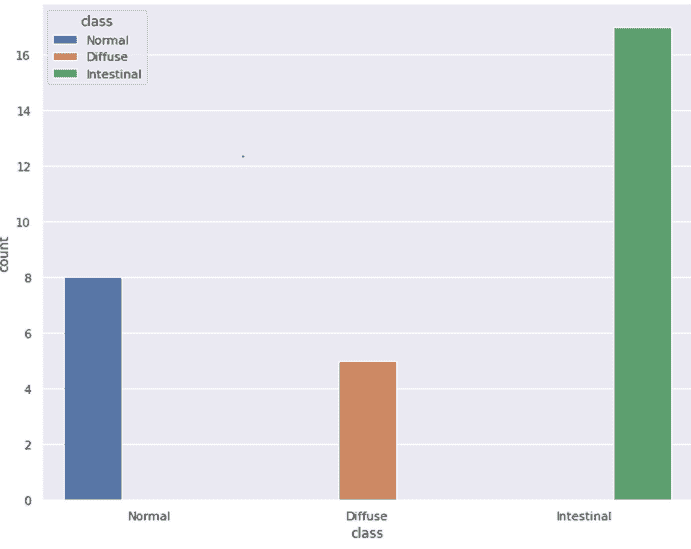 class
Normal
Diffuse
Intestinal
16
14
12
10
8
6
4
2
0
count
Normal Diffuse Intestinal
class